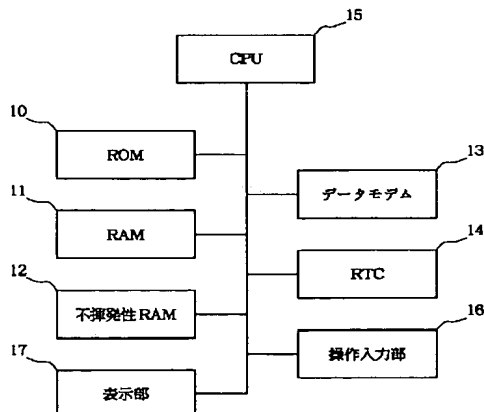 15
CPU
10
ROM
13
データモデム
11
RAM
14
RTC
12
不揮発性RAM
16
操作入力部
17
表示部